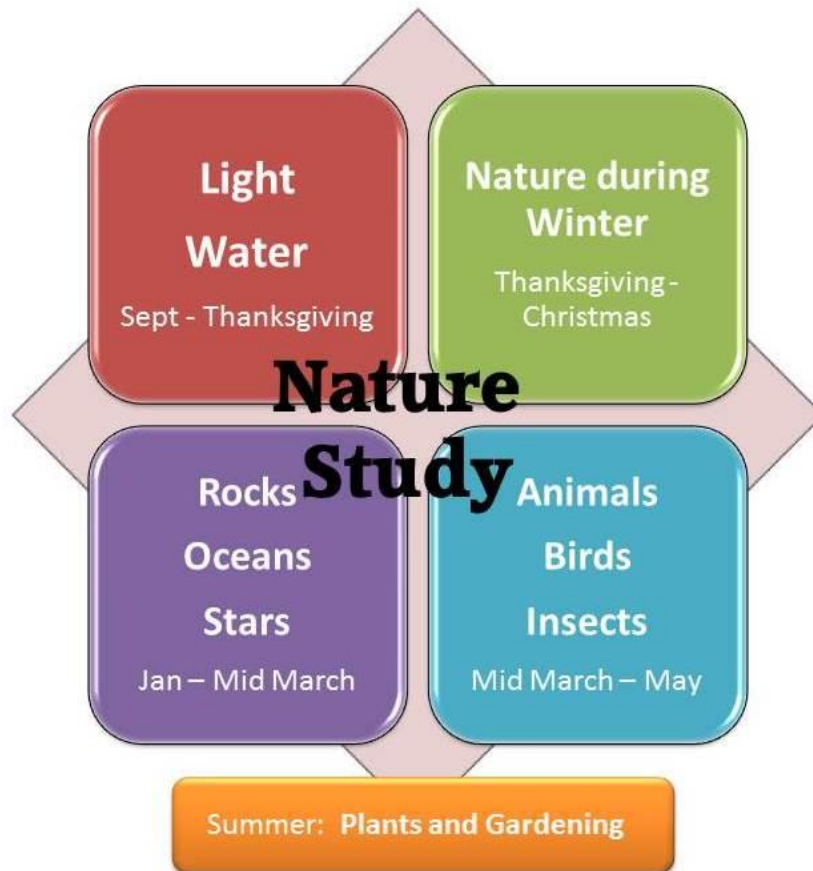 Light
Water
Sept - Thanksgiving
Nature during
Winter
Thanksgiving -
Christmas
Nature
Study
Rocks
Oceans
Stars
Jan – Mid March
Animals
Birds
Insects
Mid March – May
Summer: Plants and Gardening